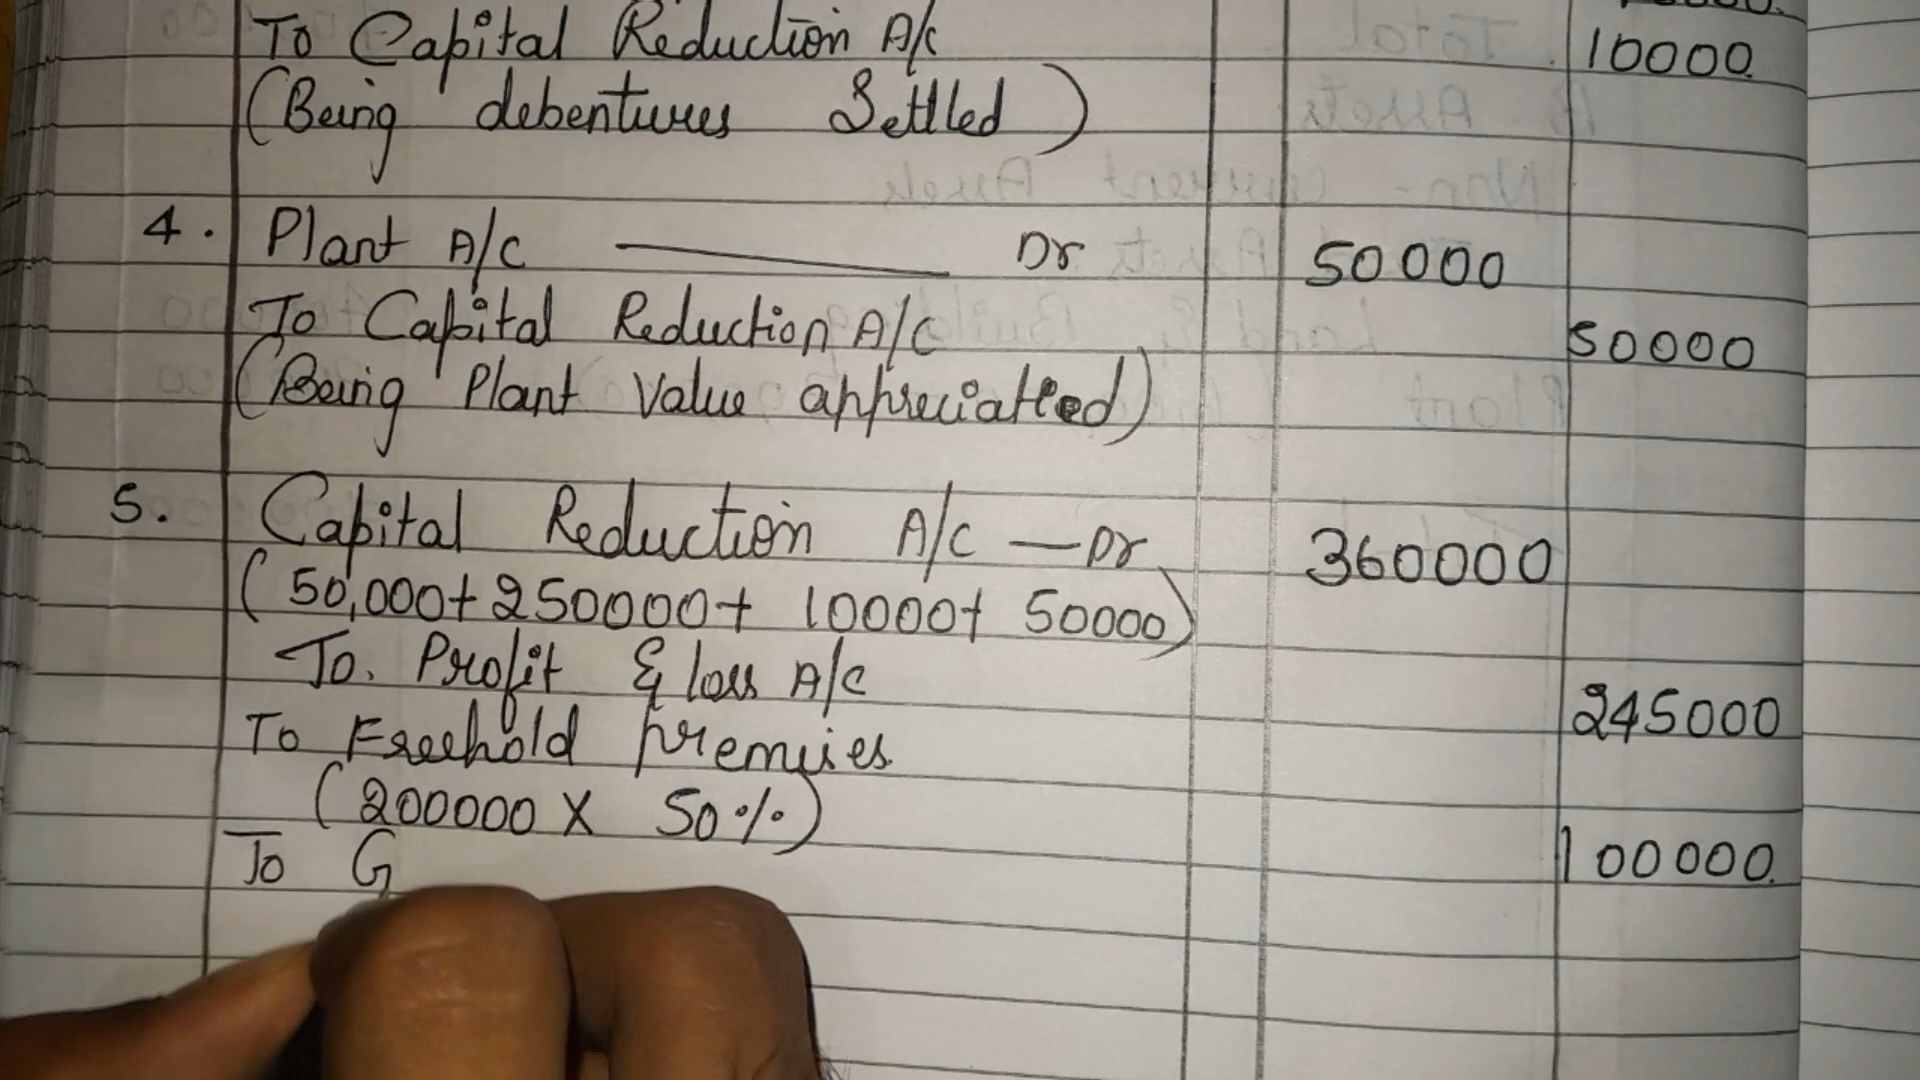 To Capital Reduction A/c 10000
(Being debentures Settled)
4. Plant A/c Dr 50000
To Capital Reduction A/C 50000
(Being Plant Value appreciatted)
5. Capital Reduction A/C — Dr 360000
(50,000+250000+ 10000+ 50000)
To. Profit & loss A/C 245000
To Freehold premises
(200000 X 50%) 100000
To G